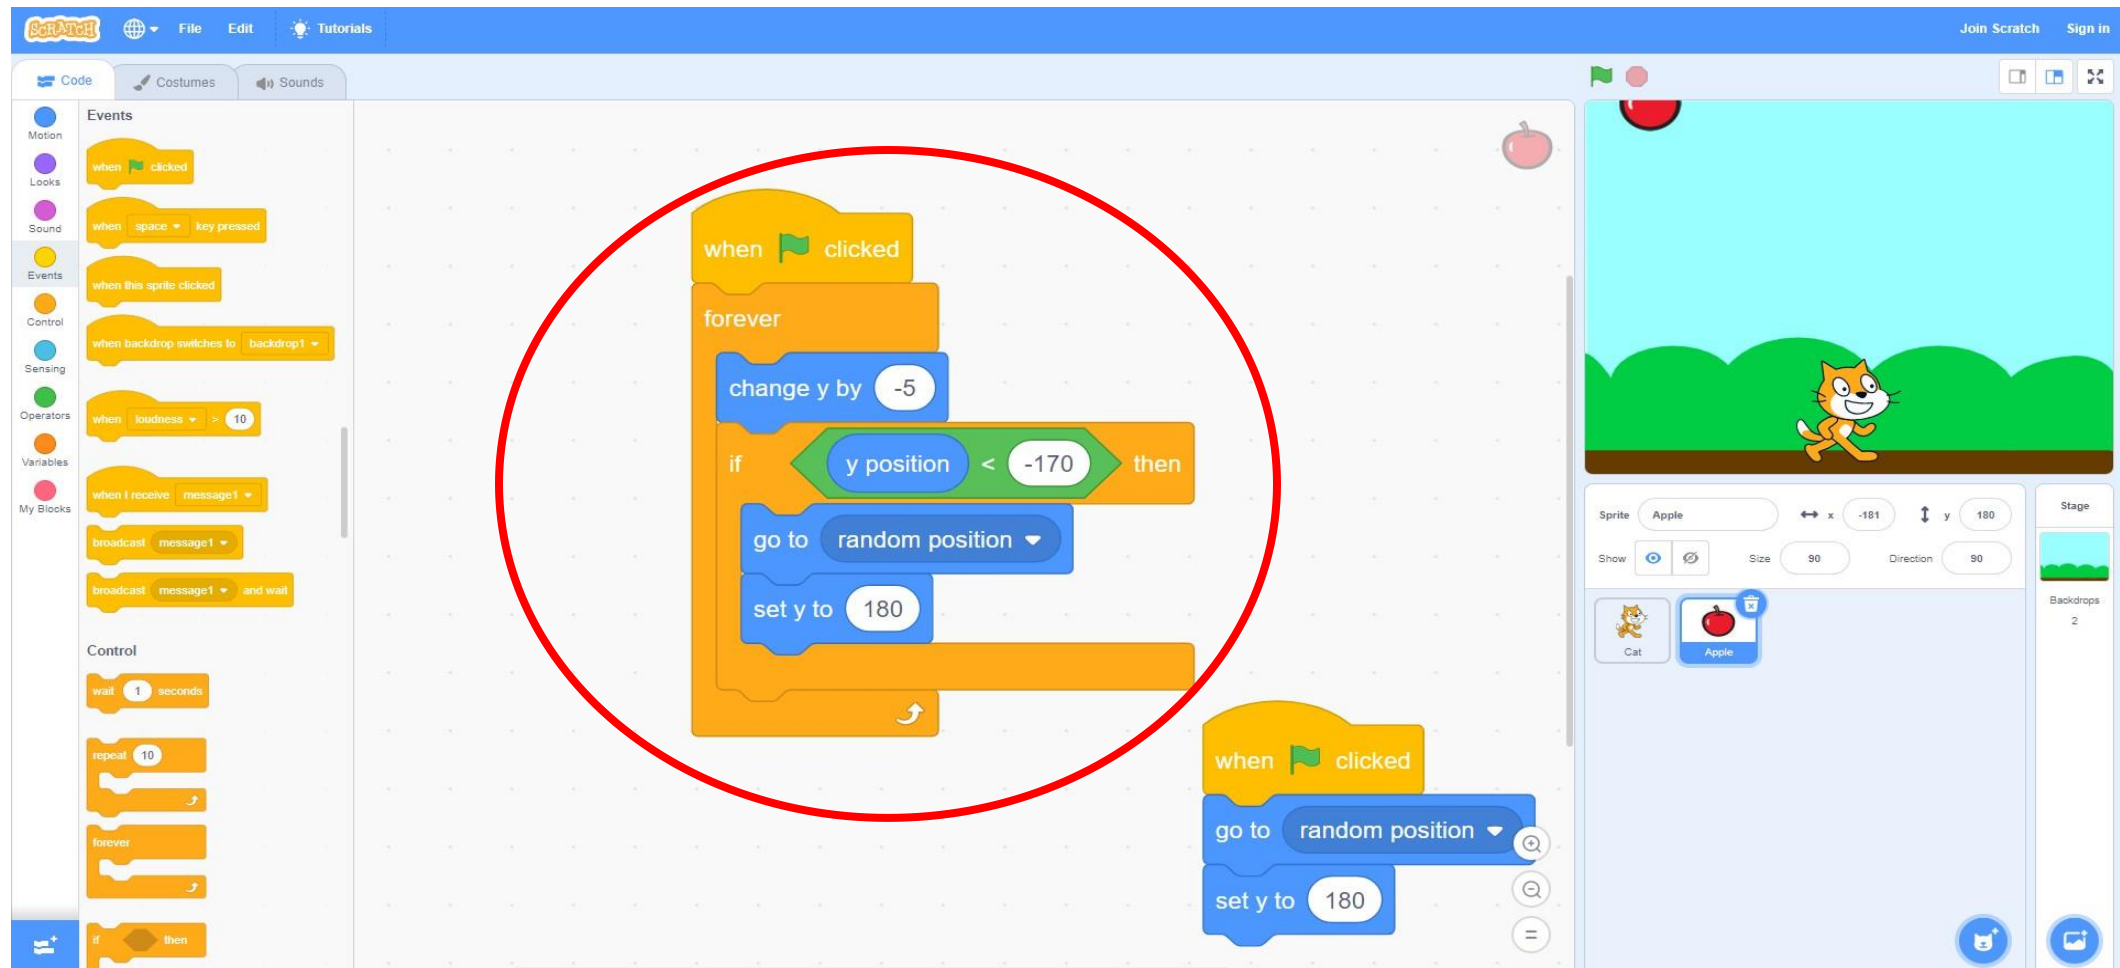 SCRATCH File Edit Tutorials Join Scratch Sign in
Code Costumes Sounds
Motion
Looks
Sound
Events
Control
Sensing
Operators
Variables
My Blocks
Events
when clicked
when space key pressed
when this sprite clicked
when backdrop switches to backdrop1
when loudness > 10
when I receive message1
broadcast message1
broadcast message1 and wait
Control
wait 1 seconds
repeat 10
forever
if then
when clicked
forever
change y by -5
if y position < -170 then
go to random position
set y to 180
when clicked
go to random position
set y to 180
Sprite Apple x -181 y 180
Show Size 90 Direction 90
Cat
Apple
Stage
Backdrops
2